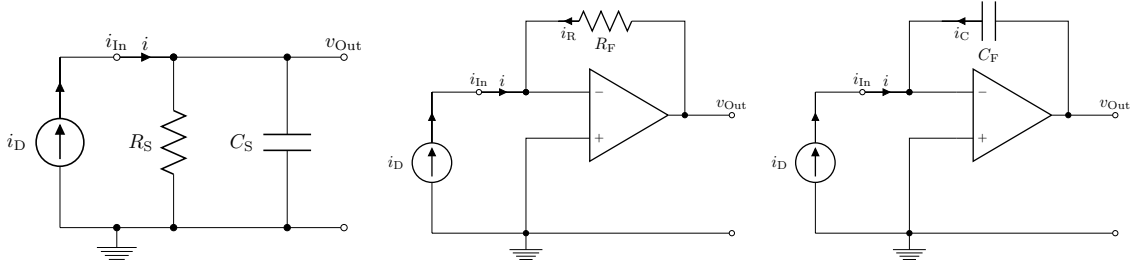 i_In i v_Out
i_D R_S C_S
i_R R_F
i_In i
− v_Out
+
i_D
i_C C_F
i_In i
− v_Out
+
i_D